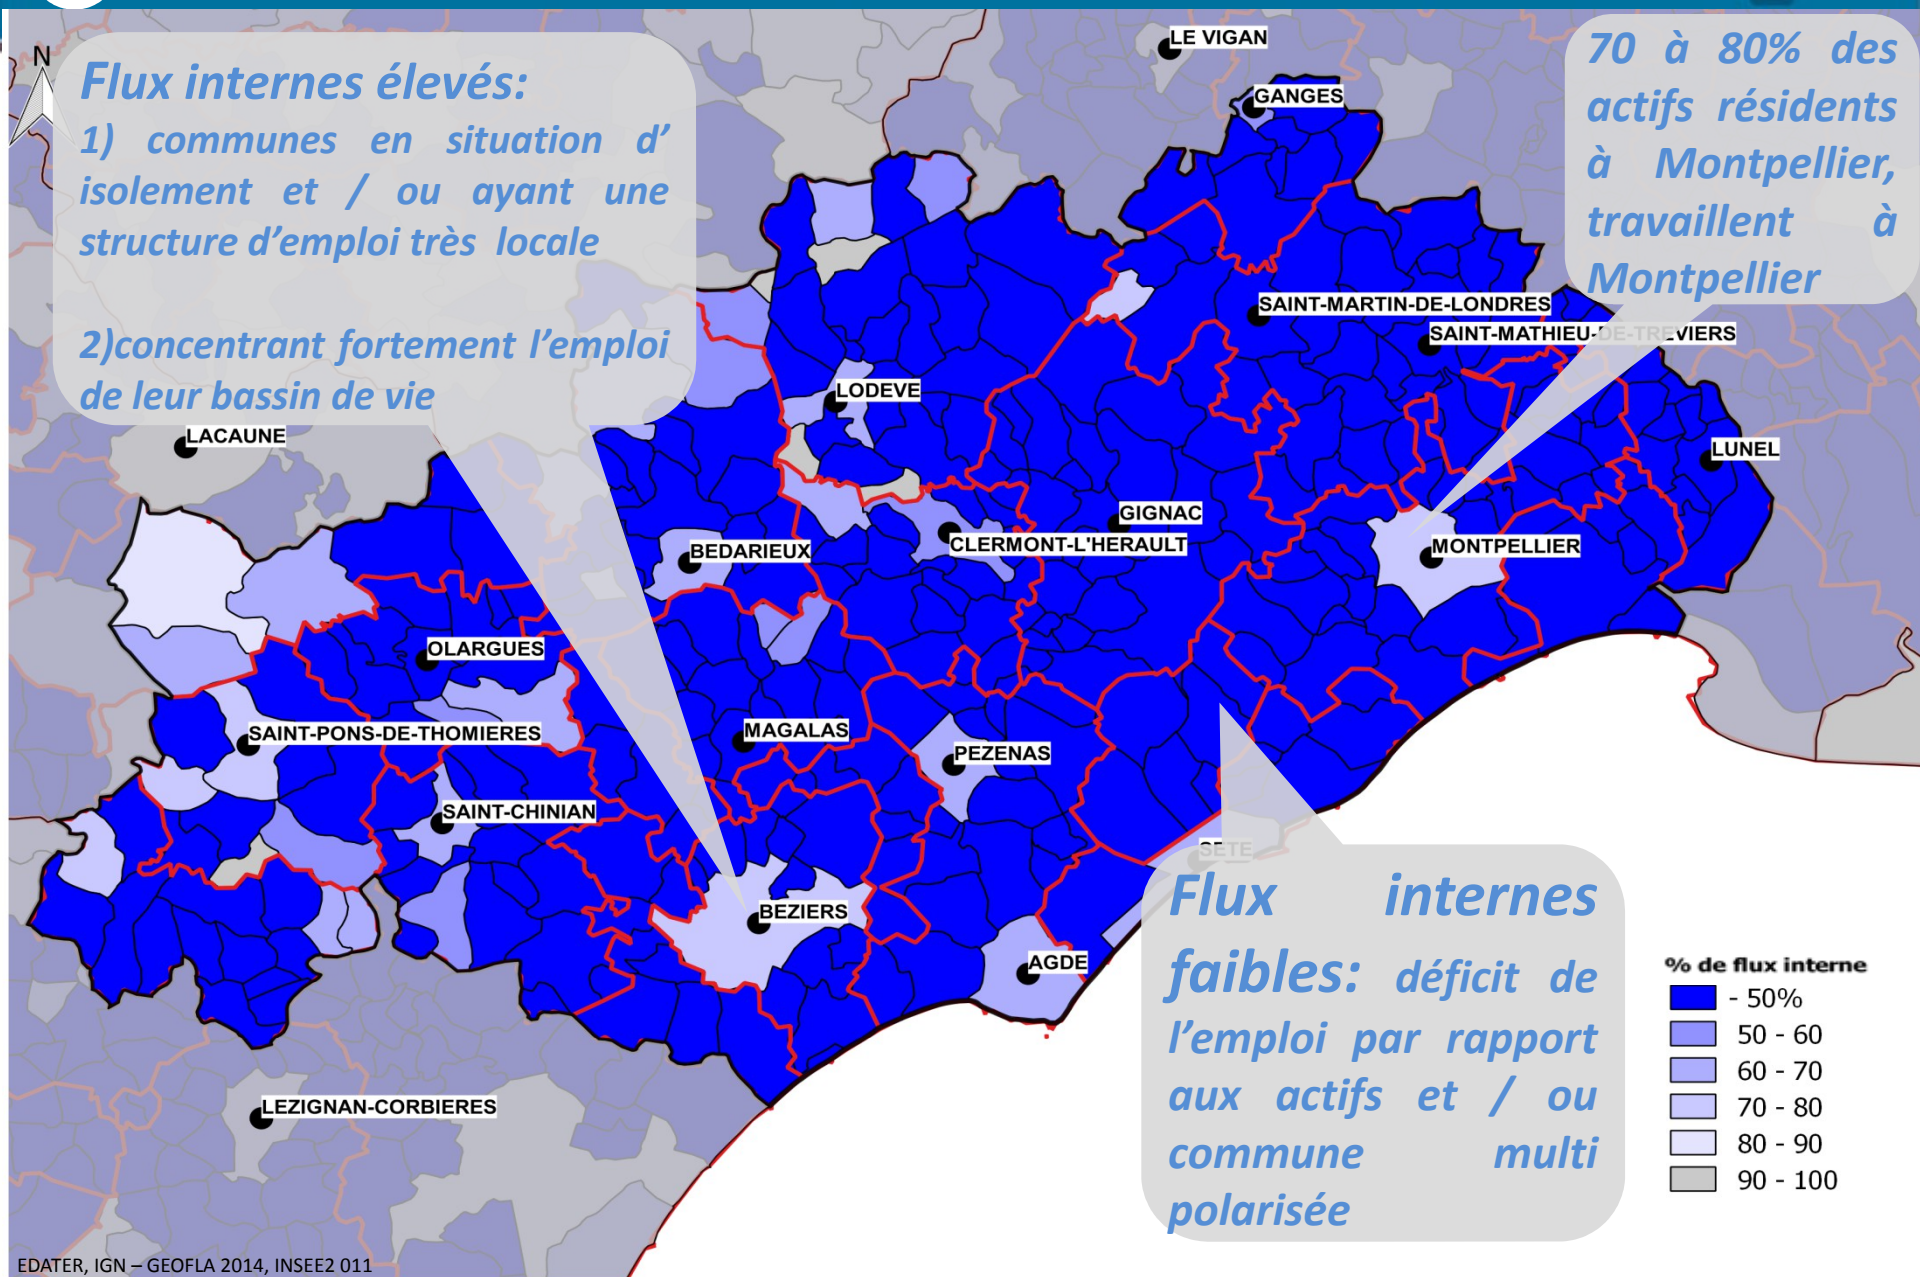 N
Flux internes élevés:
1) communes en situation d’
isolement et / ou ayant une
structure d’emploi très locale
2)concentrant fortement l’emploi
de leur bassin de vie
70 à 80% des
actifs résidents
à Montpellier,
travaillent à
Montpellier
LE VIGAN
GANGES
SAINT-MARTIN-DE-LONDRES
SAINT-MATHIEU-DE-TREVIERS
LODEVE
LACAUNE
LUNEL
GIGNAC
CLERMONT-L'HERAULT
BEDARIEUX
MONTPELLIER
OLARGUES
SAINT-PONS-DE-THOMIERES
MAGALAS
PEZENAS
SAINT-CHINIAN
SETE
BEZIERS
AGDE
LEZIGNAN-CORBIERES
Flux internes
faibles: déficit de
l’emploi par rapport
aux actifs et / ou
commune multi
polarisée
% de flux interne
- 50%
50 - 60
60 - 70
70 - 80
80 - 90
90 - 100
EDATER, IGN – GEOFLA 2014, INSEE2 011